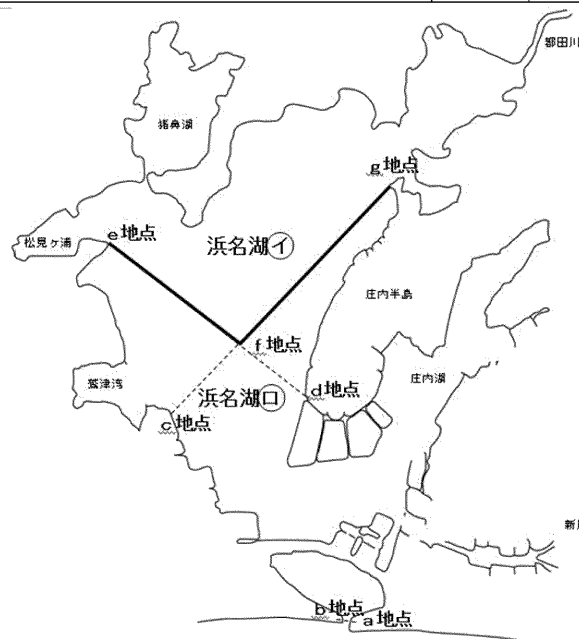 都田川
猪鼻湖
g地点
松見ヶ浦
e地点
浜名湖㋑
庄内半島
f地点
鷲津湾
浜名湖㋺
d地点
庄内湖
c地点
b地点
a地点